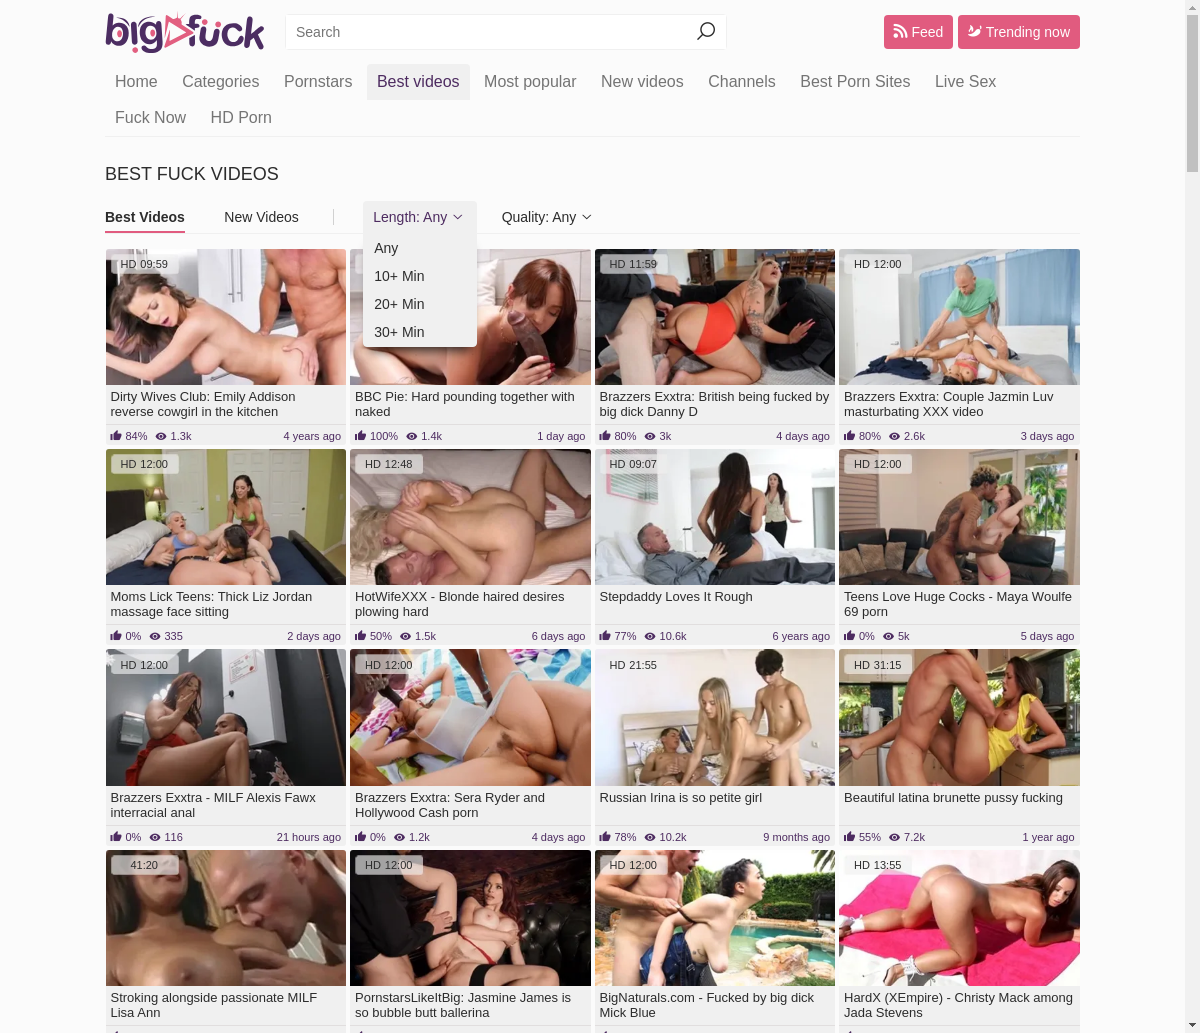 bigfuck
Search
Feed
Trending now
Home Categories Pornstars Best videos Most popular New videos Channels Best Porn Sites Live Sex
Fuck Now HD Porn
BEST FUCK VIDEOS
Best Videos New Videos Length: Any Quality: Any
Any
10+ Min
20+ Min
30+ Min
HD 09:59
HD 11:59
HD 12:00
Dirty Wives Club: Emily Addison
reverse cowgirl in the kitchen
84% 1.3k 4 years ago
BBC Pie: Hard pounding together with
naked
100% 1.4k 1 day ago
Brazzers Exxtra: British being fucked by
big dick Danny D
80% 3k 4 days ago
Brazzers Exxtra: Couple Jazmin Luv
masturbating XXX video
80% 2.6k 3 days ago
HD 12:00
HD 12:48
HD 09:07
HD 12:00
Moms Lick Teens: Thick Liz Jordan
massage face sitting
0% 335 2 days ago
HotWifeXXX - Blonde haired desires
plowing hard
50% 1.5k 6 days ago
Stepdaddy Loves It Rough
77% 10.6k 6 years ago
Teens Love Huge Cocks - Maya Woulfe
69 porn
0% 5k 5 days ago
HD 12:00
HD 12:00
HD 21:55
HD 31:15
Brazzers Exxtra - MILF Alexis Fawx
interracial anal
0% 116 21 hours ago
Brazzers Exxtra: Sera Ryder and
Hollywood Cash porn
0% 1.2k 4 days ago
Russian Irina is so petite girl
78% 10.2k 9 months ago
Beautiful latina brunette pussy fucking
55% 7.2k 1 year ago
41:20
HD 12:00
HD 12:00
HD 13:55
Stroking alongside passionate MILF
Lisa Ann
PornstarsLikeItBig: Jasmine James is
so bubble butt ballerina
BigNaturals.com - Fucked by big dick
Mick Blue
HardX (XEmpire) - Christy Mack among
Jada Stevens